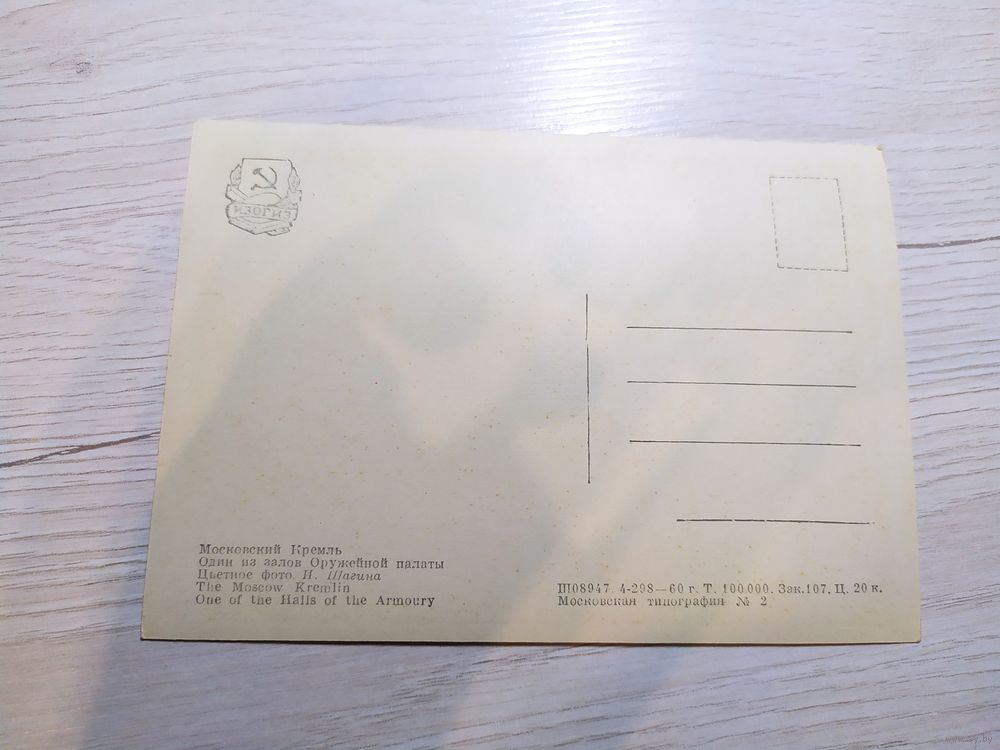 ИЗОГИЗ
Московский Кремль
Один из залов Оружейной палаты
Цветное фото И. Шагина
The Moscow Kremlin
One of the Halls of the Armoury
Ш08947. 4-298—60 г. Т. 100.000. Зак.107. Ц. 20 к.
Московская типография № 2